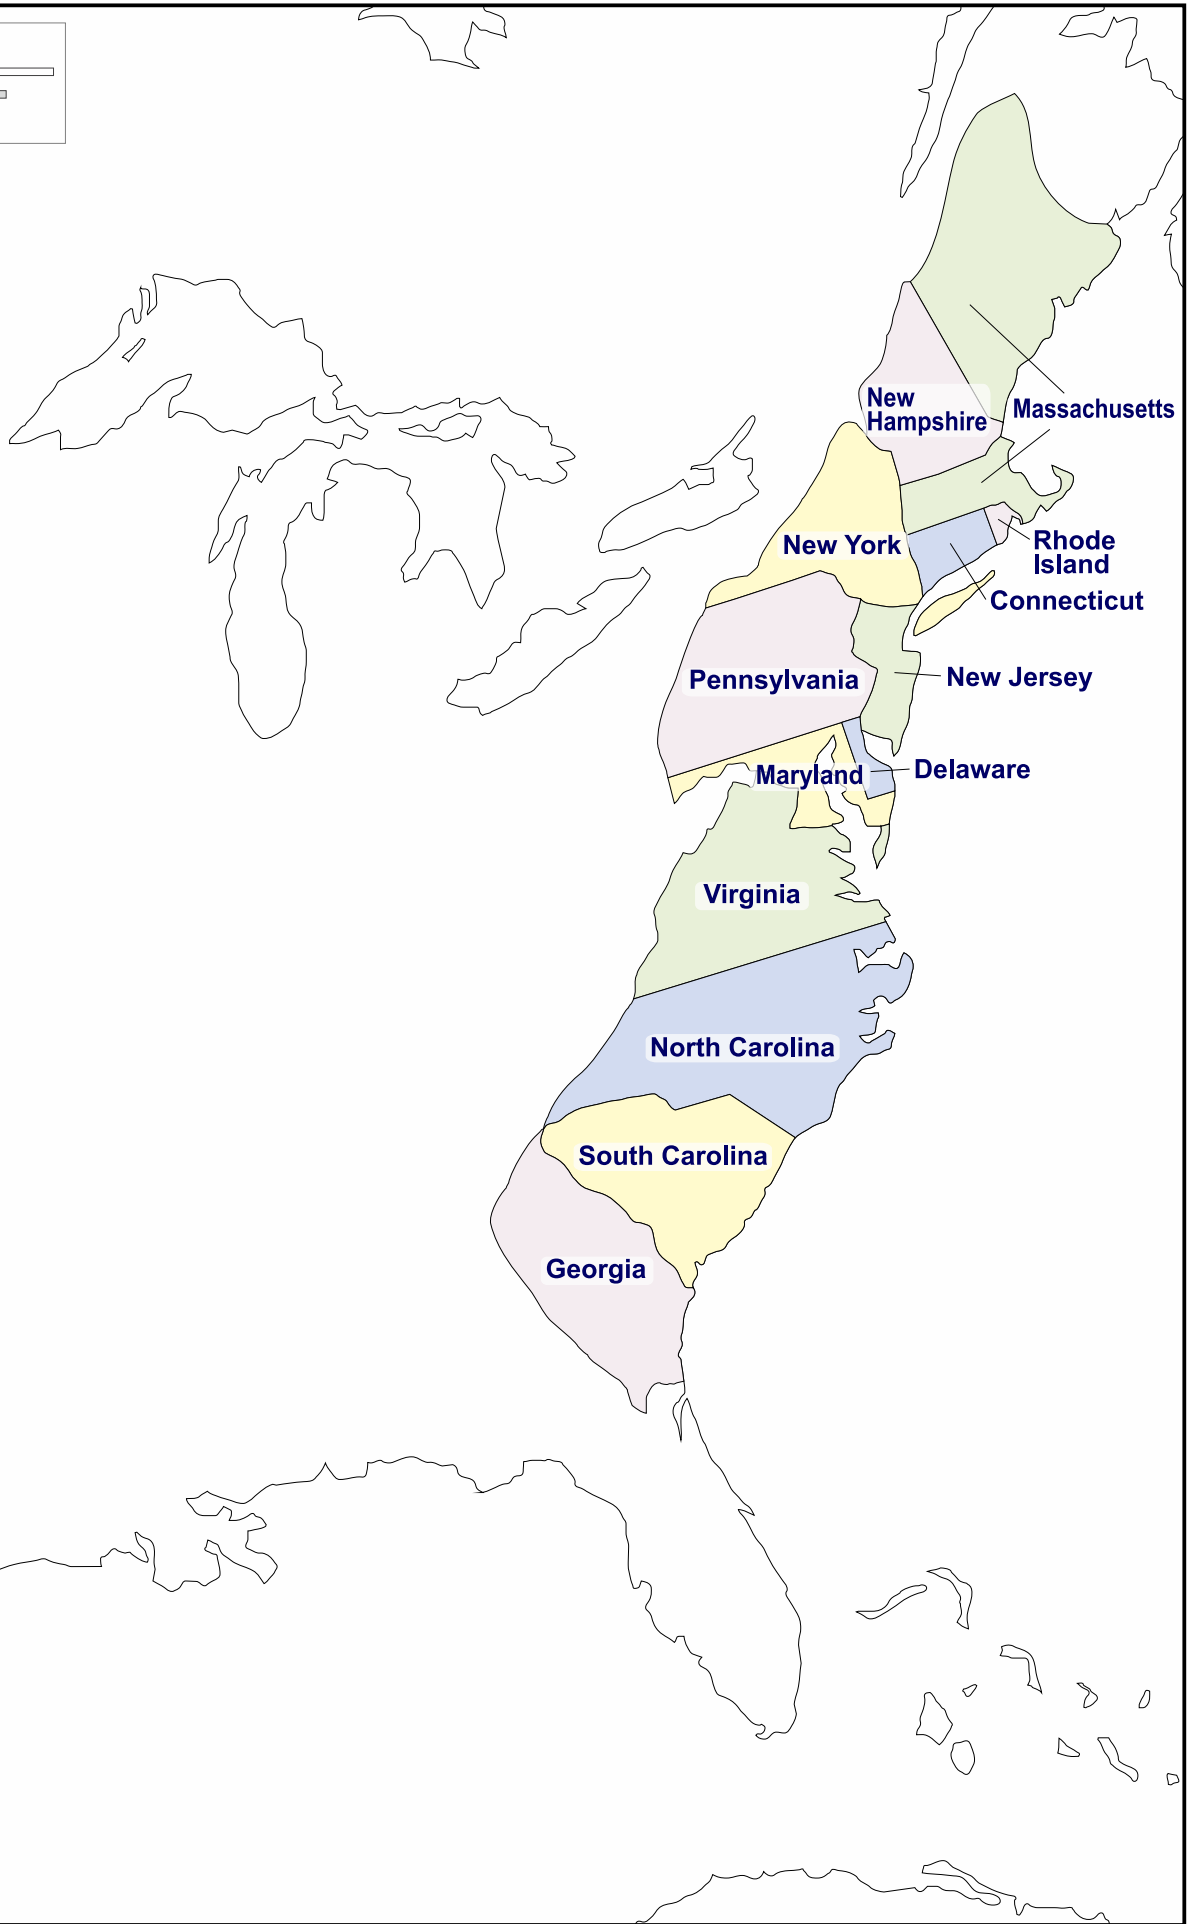 New
Hampshire
Massachusetts
New York
Rhode
Island
Connecticut
Pennsylvania
New Jersey
Maryland
Delaware
Virginia
North Carolina
South Carolina
Georgia